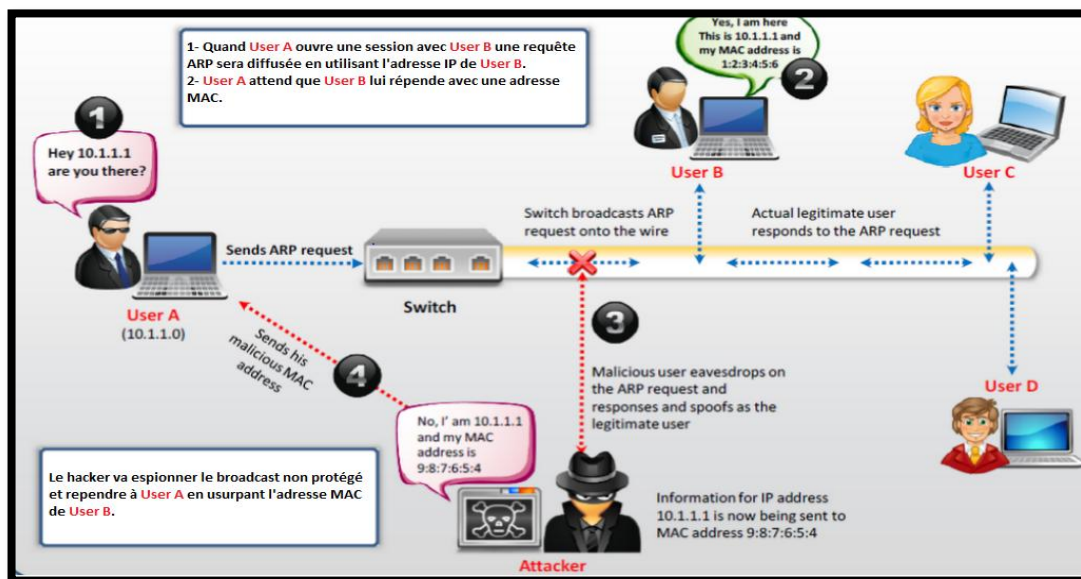 1- Quand User A ouvre une session avec User B une requête
ARP sera diffusée en utilisant l'adresse IP de User B.
2- User A attend que User B lui répende avec une adresse
MAC.
Yes, I am here
This is 10.1.1.1 and
my MAC address is
1:2:3:4:5:6
2
1
Hey 10.1.1.1
are you there?
User B
User C
Switch broadcasts ARP
request onto the wire
Actual legitimate user
responds to the ARP request
Sends ARP request
Switch
User A
(10.1.1.0)
3
Sends his
malicious MAC
address
4
Malicious user eavesdrops on
the ARP request and
responses and spoofs as the
legitimate user
User D
No, I' am 10.1.1.1
and my MAC
address is
9:8:7:6:5:4
Le hacker va espionner le broadcast non protégé
et rependre à User A en usurpant l'adresse MAC
de User B.
Information for IP address
10.1.1.1 is now being sent to
MAC address 9:8:7:6:5:4
Attacker